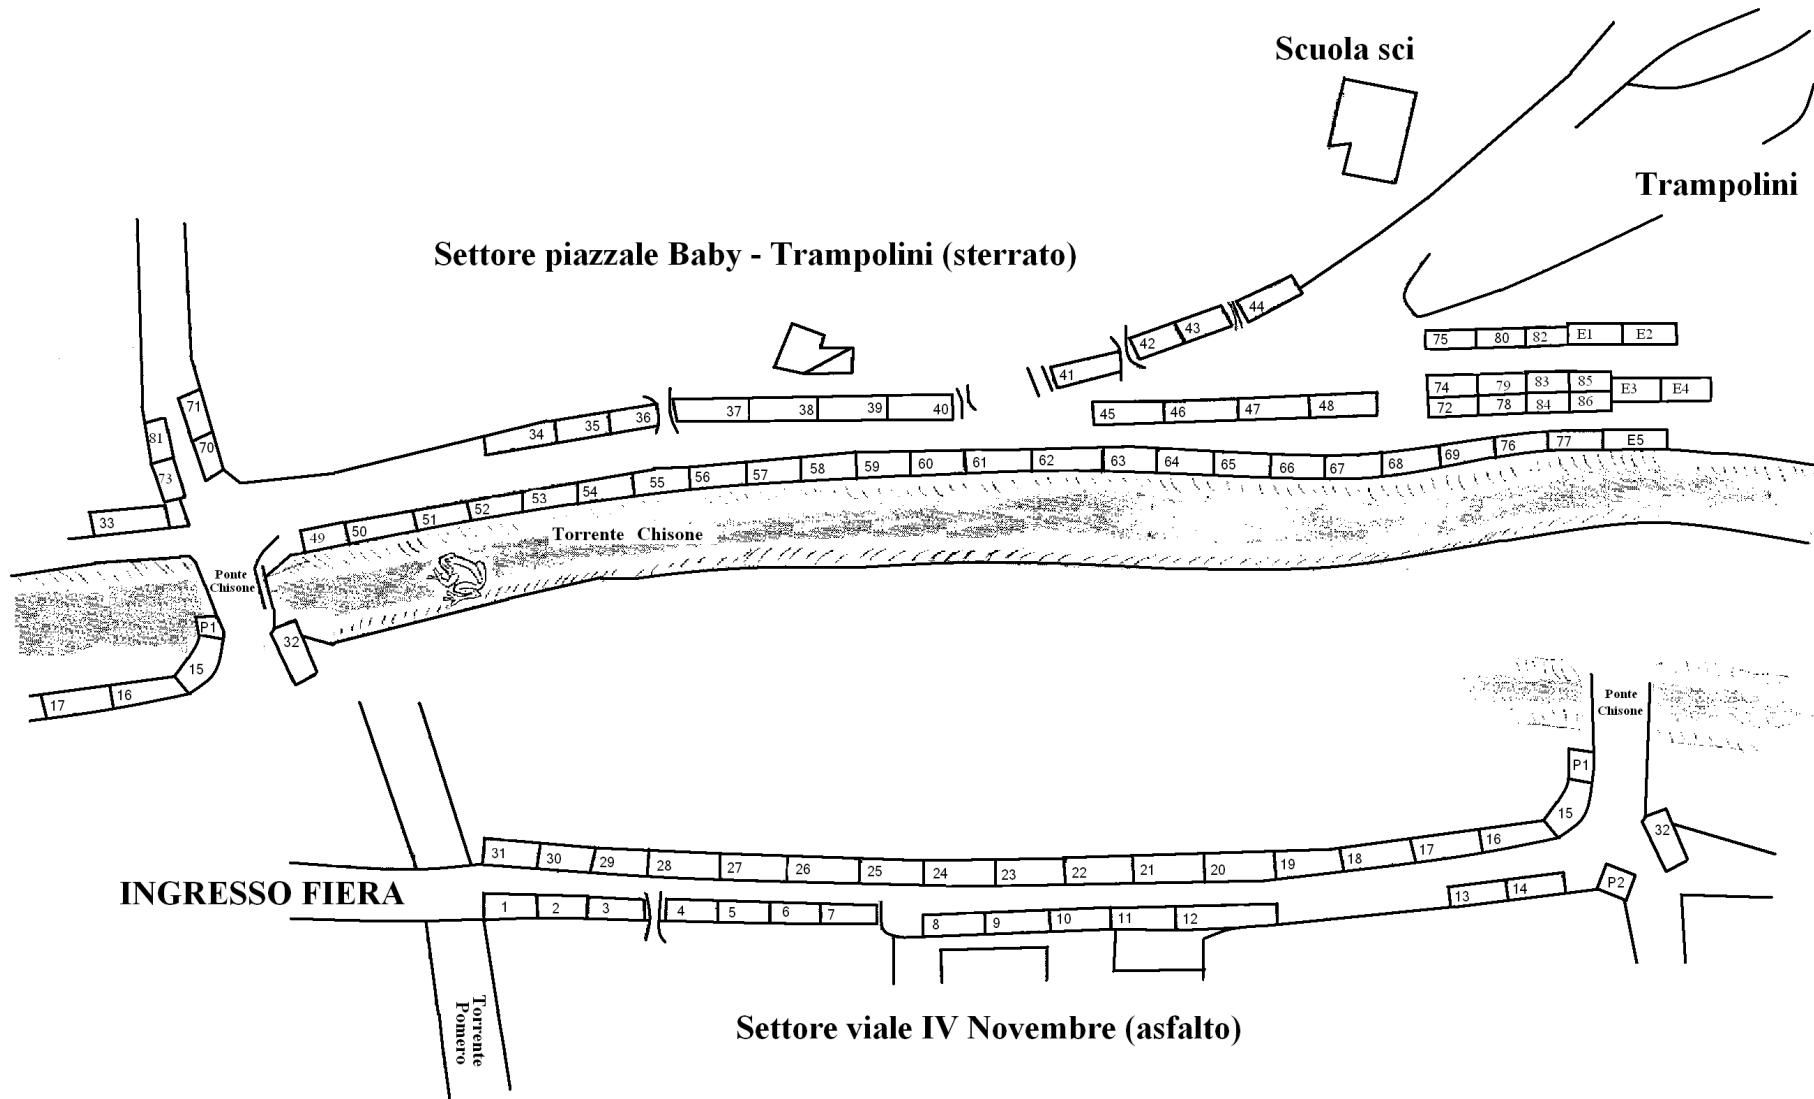 Scuola sci
Trampolini
Settore piazzale Baby - Trampolini (sterrato)
44
43
42
41
75 80 82 E1 E2
74 79 83 85 E3 E4
72 78 84 86
71
70
81
73
33
34 35 36
37 38 39 40
45 46 47 48
49 50 51 52 53 54 55 56 57 58 59 60 61 62 63 64 65 66 67 68 69 76 77 E5
Torrente Chisone
Ponte
Chisone
P1
32
15
16
17
Ponte
Chisone
P1
15
32
31 30 29 28 27 26 25 24 23 22 21 20 19 18 17 16
INGRESSO FIERA
1 2 3 4 5 6 7 8 9 10 11 12 13 14 P2
Torrente
Pomero
Settore viale IV Novembre (asfalto)